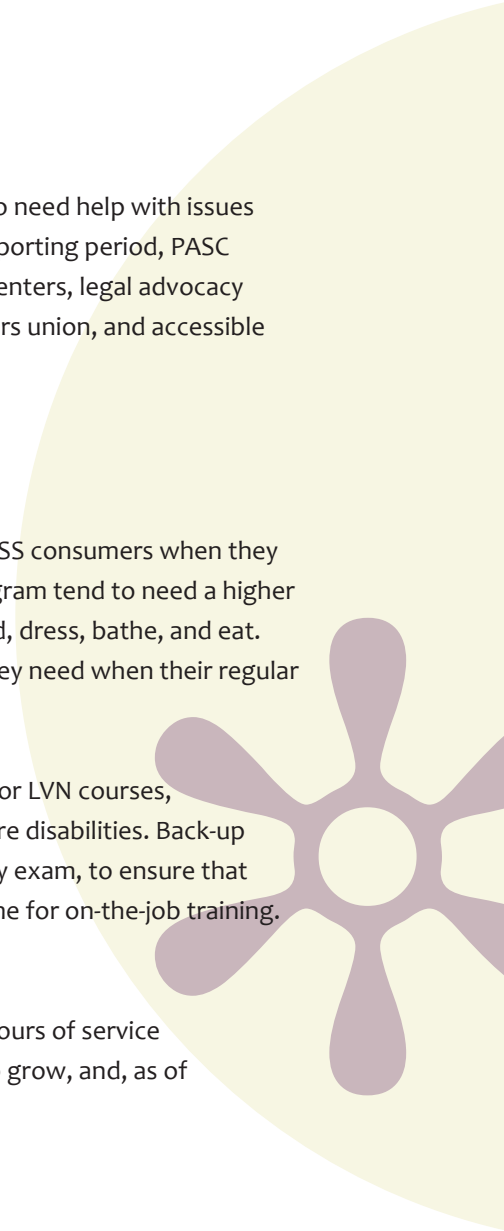 need help with issues
porting period, PASC
enters, legal advocacy
rs union, and accessible
SS consumers when they
gram tend to need a higher
d, dress, bathe, and eat.
ey need when their regular
or LVN courses,
re disabilities. Back-up
y exam, to ensure that
ne for on-the-job training.
ours of service
grow, and, as of